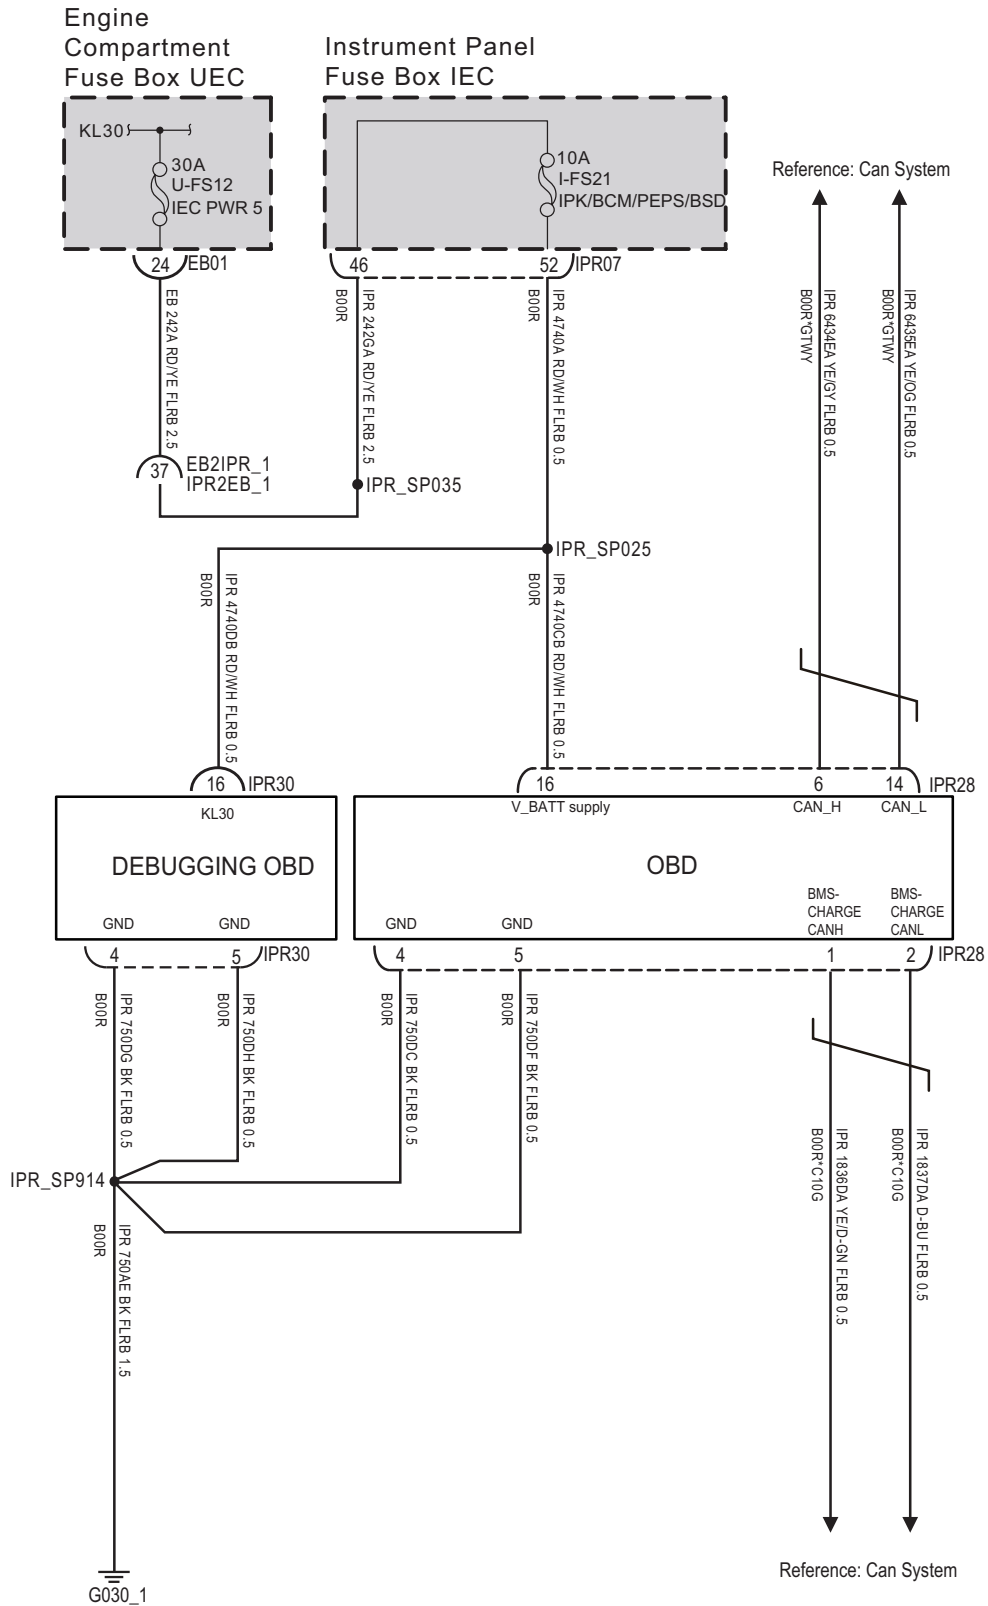 Engine
Compartment
Fuse Box UEC
Instrument Panel
Fuse Box IEC
KL30
30A
U-FS12
IEC PWR 5
10A
I-FS21
IPK/BCM/PEPS/BSD
Reference: Can System
24
EB01
46
52
IPR07
EB 242A RD/YE FLRB 2.5
B00R
IPR 242GA RD/YE FLRB 2.5
B00R
IPR 4740A RD/WH FLRB 0.5
B00R*GTWY
IPR 6434EA YE/GY FLRB 0.5
B00R*GTWY
IPR 6435EA YE/OG FLRB 0.5
37
EB2IPR_1
IPR2EB_1
IPR_SP035
IPR_SP025
B00R
IPR 4740DB RD/WH FLRB 0.5
B00R
IPR 4740CB RD/WH FLRB 0.5
16
IPR30
16
6
14
IPR28
KL30
V_BATT supply
CAN_H
CAN_L
DEBUGGING OBD
OBD
GND
GND
GND
GND
BMS-
CHARGE
CANH
BMS-
CHARGE
CANL
4
5
IPR30
4
5
1
2
IPR28
B00R
IPR 750DG BK FLRB 0.5
B00R
IPR 750DH BK FLRB 0.5
B00R
IPR 750DC BK FLRB 0.5
B00R
IPR 750DF BK FLRB 0.5
B00R*C10G
IPR 1836DA YE/D-GN FLRB 0.5
B00R*C10G
IPR 1837DA D-BU FLRB 0.5
IPR_SP914
B00R
IPR 750AE BK FLRB 1.5
G030_1
Reference: Can System